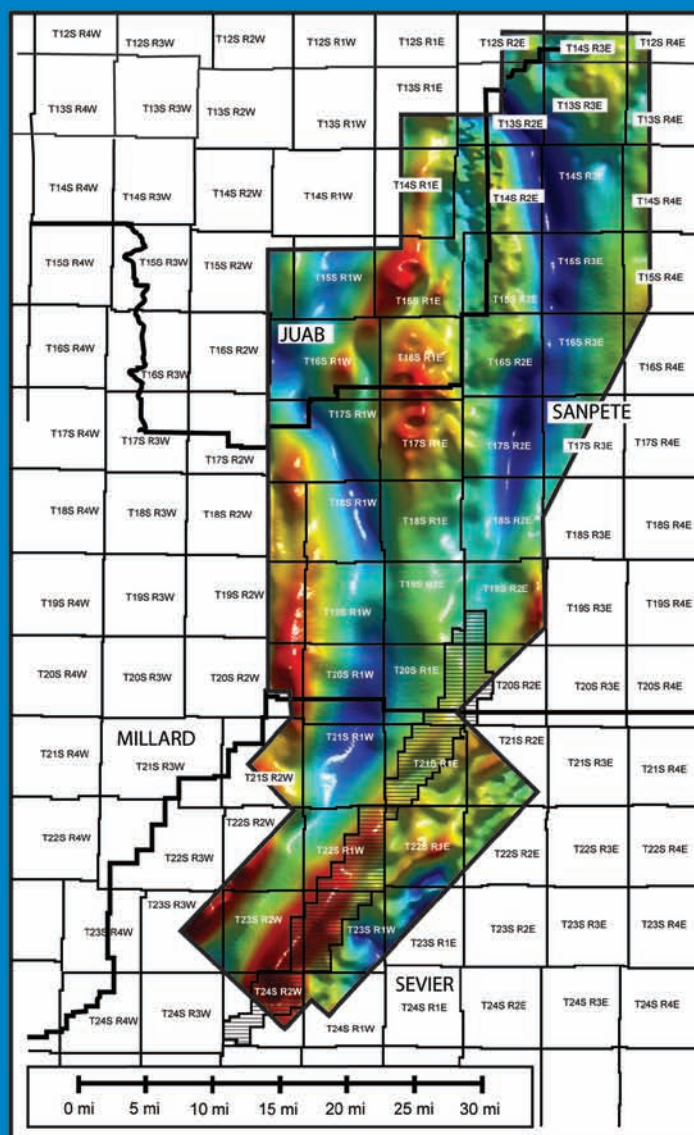 T12S R4W T12S R3W T12S R2W T12S R1W T12S R1E T12S R2E T14S R3E T12S R4E
T13S R4W T13S R3W T13S R2W T13S R1W T13S R1E T13S R2E T13S R3E T13S R4E
T14S R4W T14S R3W T14S R2W T14S R1W T14S R1E T14S R2E T14S R3E T14S R4E
T15S R4W T15S R3W T15S R2W T15S R1W T15S R1E T15S R2E T15S R3E T15S R4E
JUAB
T16S R4W T16S R3W T16S R2W T16S R1W T16S R1E T16S R2E T16S R3E T16S R4E
SANPETE
T17S R4W T17S R3W T17S R2W T17S R1W T17S R1E T17S R2E T17S R3E T17S R4E
T18S R4W T18S R3W T18S R2W T18S R1W T18S R1E T18S R2E T18S R3E T18S R4E
T19S R4W T19S R3W T19S R2W T19S R1W T19S R2E T19S R2E T19S R3E T19S R4E
T20S R4W T20S R3W T20S R2W T20S R1W T20S R1E T20S R2E T20S R3E T20S R4E
MILLARD
T21S R4W T21S R3W T21S R2W T21S R1W T21S R1E T21S R2E T21S R3E T21S R4E
T22S R4W T22S R3W T22S R2W T22S R1W T22S R1E T22S R2E T22S R3E T22S R4E
T23S R4W T23S R3W T23S R2W T23S R1W T23S R1E T23S R2E T23S R3E T23S R4E
SEVIER
T24S R4W T24S R3W T24S R2W T24S R1W T24S R1E T24S R2E T24S R3E T24S R4E
0 mi 5 mi 10 mi 15 mi 20 mi 25 mi 30 mi